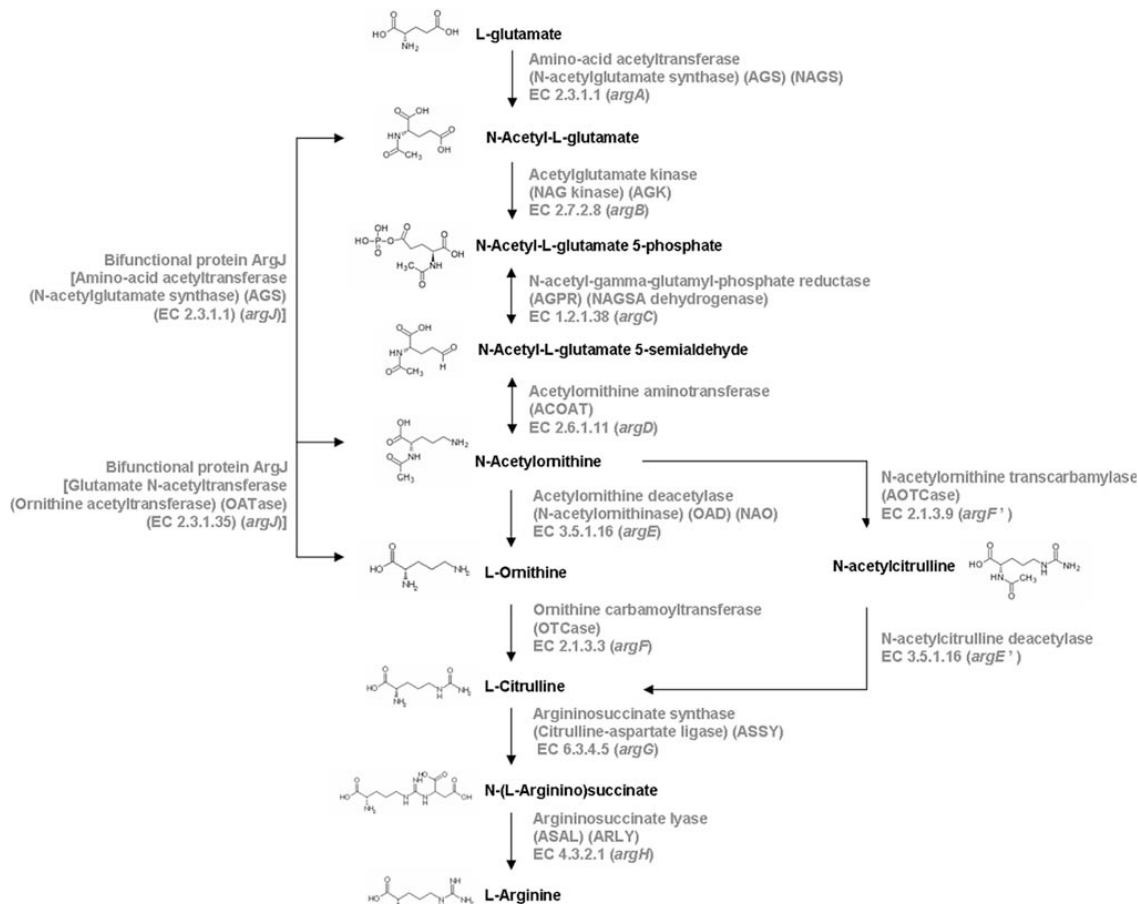 L-glutamate
Amino-acid acetyltransferase
(N-acetylglutamate synthase) (AGS) (NAGS)
EC 2.3.1.1 (argA)
N-Acetyl-L-glutamate
Acetylglutamate kinase
(NAG kinase) (AGK)
EC 2.7.2.8 (argB)
N-Acetyl-L-glutamate 5-phosphate
Bifunctional protein ArgJ
[Amino-acid acetyltransferase
(N-acetylglutamate synthase) (AGS)
(EC 2.3.1.1) (argJ)]
N-acetyl-gamma-glutamyl-phosphate reductase
(AGPR) (NAGSA dehydrogenase)
EC 1.2.1.38 (argC)
N-Acetyl-L-glutamate 5-semialdehyde
Acetylornithine aminotransferase
(ACOAT)
EC 2.6.1.11 (argD)
N-Acetylornithine
Bifunctional protein ArgJ
[Glutamate N-acetyltransferase
(Ornithine acetyltransferase) (OATase)
(EC 2.3.1.35) (argJ)]
Acetylornithine deacetylase
(N-acetylornithinase) (OAD) (NAO)
EC 3.5.1.16 (argE)
N-acetylornithine transcarbamylase
(AOTCase)
EC 2.1.3.9 (argF’ )
L-Ornithine
N-acetylcitrulline
Ornithine carbamoyltransferase
(OTCase)
EC 2.1.3.3 (argF)
N-acetylcitrulline deacetylase
EC 3.5.1.16 (argE’ )
L-Citrulline
Argininosuccinate synthase
(Citrulline-aspartate ligase) (ASSY)
EC 6.3.4.5 (argG)
N-(L-Arginino)succinate
Argininosuccinate lyase
(ASAL) (ARLY)
EC 4.3.2.1 (argH)
L-Arginine